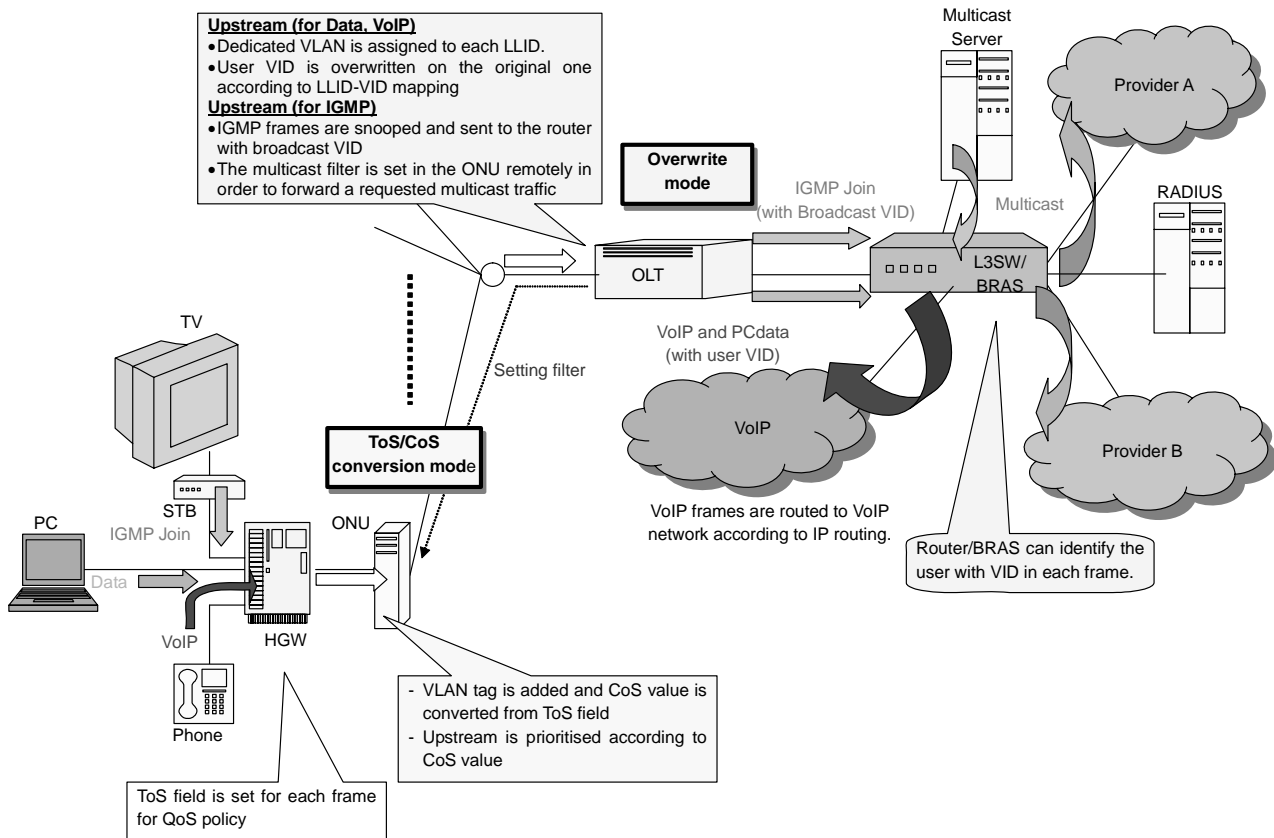 Upstream (for Data, VoIP)
•Dedicated VLAN is assigned to each LLID.
•User VID is overwritten on the original one
according to LLID-VID mapping
Upstream (for IGMP)
•IGMP frames are snooped and sent to the router
with broadcast VID
•The multicast filter is set in the ONU remotely in
order to forward a requested multicast traffic
Multicast
Server
Provider A
Overwrite
mode
IGMP Join
(with Broadcast VID)
Multicast
RADIUS
OLT
L3SW/
BRAS
TV
VoIP and PCdata
(with user VID)
Setting filter
VoIP
Provider B
ToS/CoS
conversion mode
STB
PC
IGMP Join
ONU
VoIP frames are routed to VoIP
network according to IP routing.
Router/BRAS can identify the
user with VID in each frame.
Data
VoIP
HGW
Phone
- VLAN tag is added and CoS value is
converted from ToS field
- Upstream is prioritised according to
CoS value
ToS field is set for each frame
for QoS policy